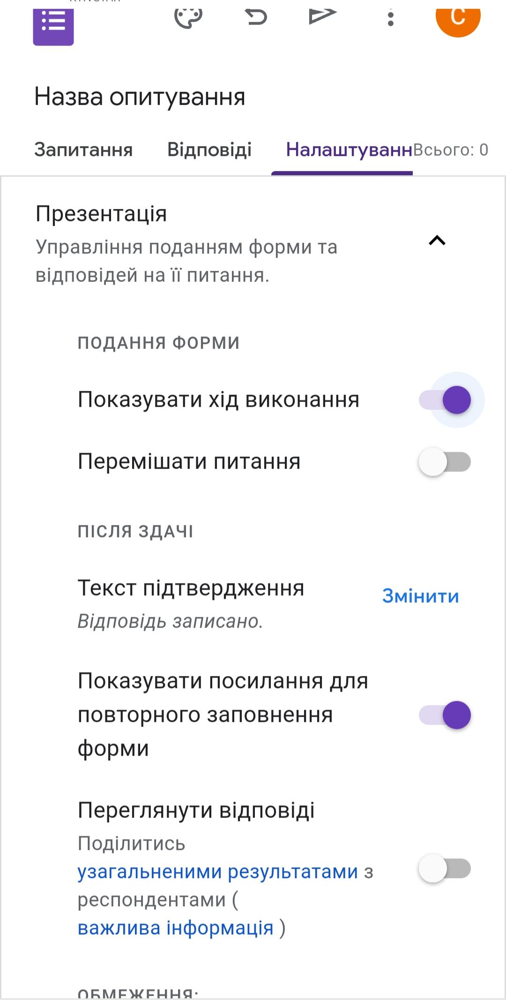 C
Назва опитування
Запитання Відповіді Налаштуванн Всього: 0
Презентація
Управління поданням форми та
відповідей на її питання.
ПОДАННЯ ФОРМИ
Показувати хід виконання
Перемішати питання
ПІСЛЯ ЗДАЧІ
Текст підтвердження
Змінити
Відповідь записано.
Показувати посилання для
повторного заповнення
форми
Переглянути відповіді
Поділитись
узагальненими результатами з
респондентами (
важлива інформація )
ОБМЕЖЕННЯ: